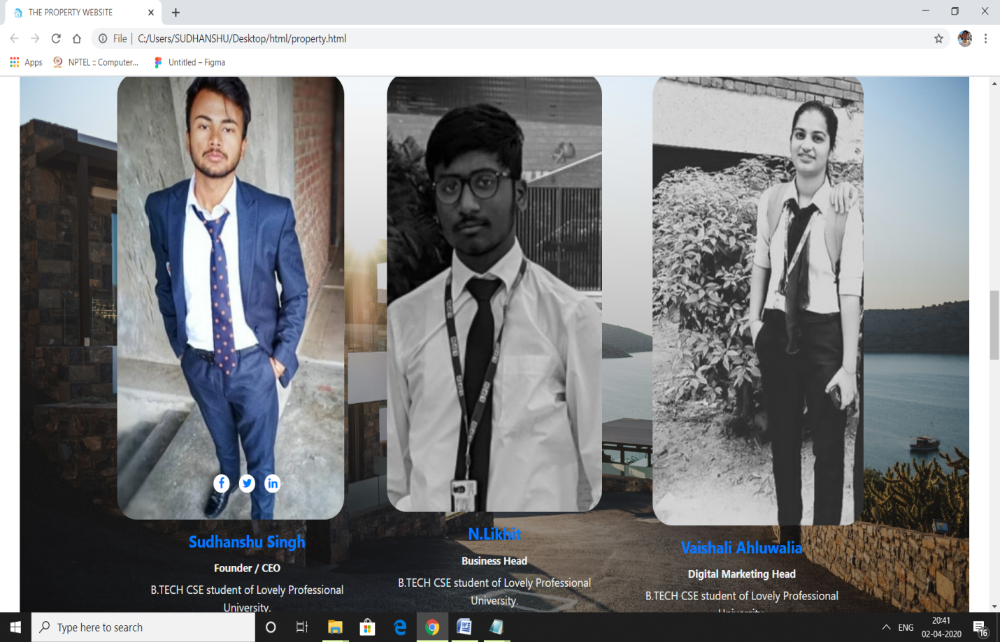 THE PROPERTY WEBSITE
File | C:/Users/SUDHANSHU/Desktop/html/property.html
Apps NPTEL :: Computer... Untitled – Figma
Sudhanshu Singh
Founder / CEO
B.TECH CSE student of Lovely Professional
University.
N.Likhit
Business Head
B.TECH CSE student of Lovely Professional
University.
Vaishali Ahluwalia
Digital Marketing Head
B.TECH CSE student of Lovely Professional
University.
Type here to search
ENG
20:41
02-04-2020
16